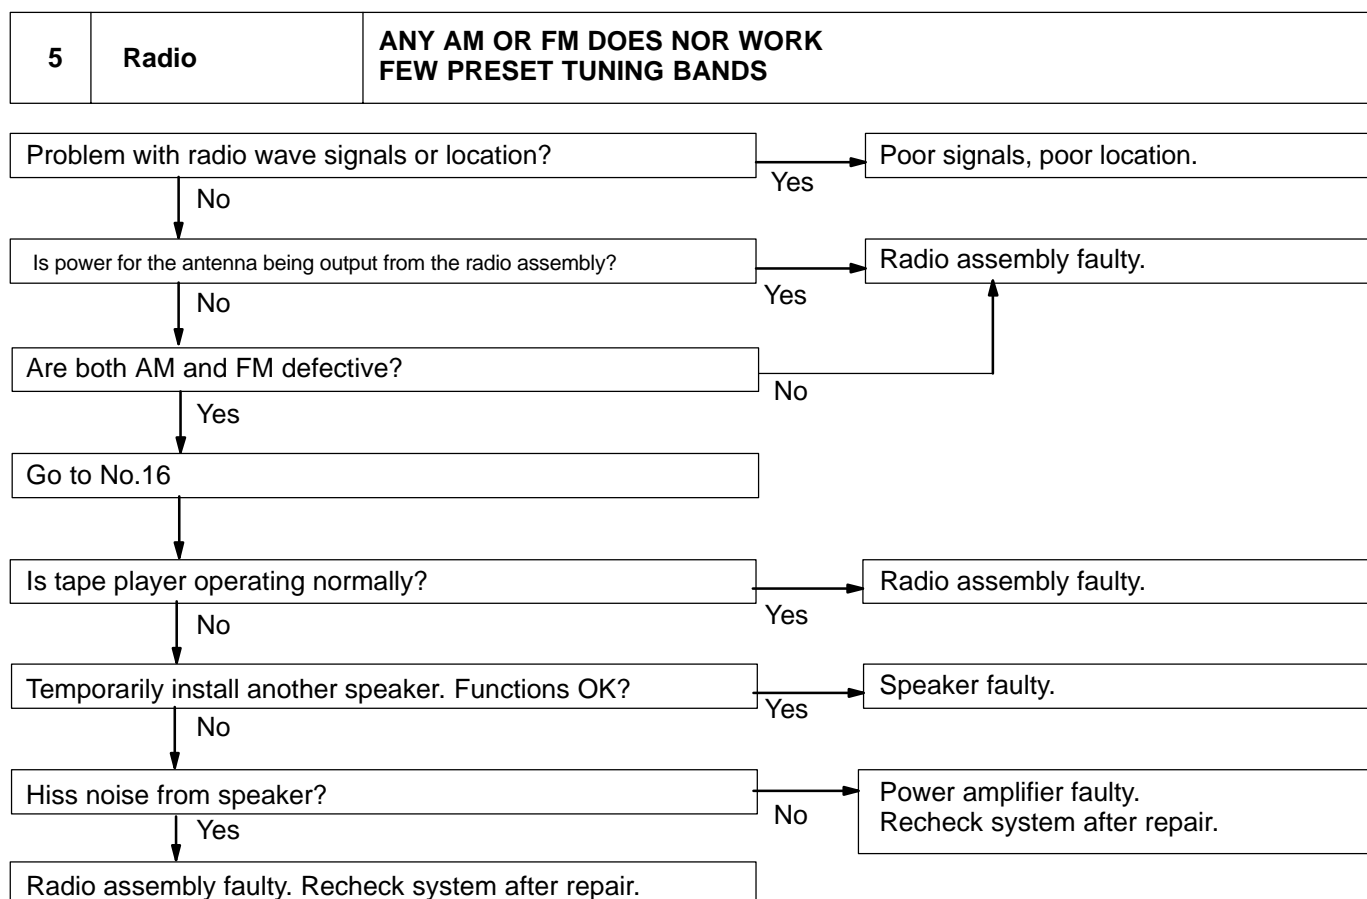 5
Radio
ANY AM OR FM DOES NOR WORK
FEW PRESET TUNING BANDS
Problem with radio wave signals or location?
Yes
Poor signals, poor location.
No
Is power for the antenna being output from the radio assembly?
Yes
Radio assembly faulty.
No
Are both AM and FM defective?
No
Yes
Go to No.16
Is tape player operating normally?
Yes
Radio assembly faulty.
No
Temporarily install another speaker. Functions OK?
Yes
Speaker faulty.
No
Hiss noise from speaker?
No
Power amplifier faulty.
Recheck system after repair.
Yes
Radio assembly faulty. Recheck system after repair.